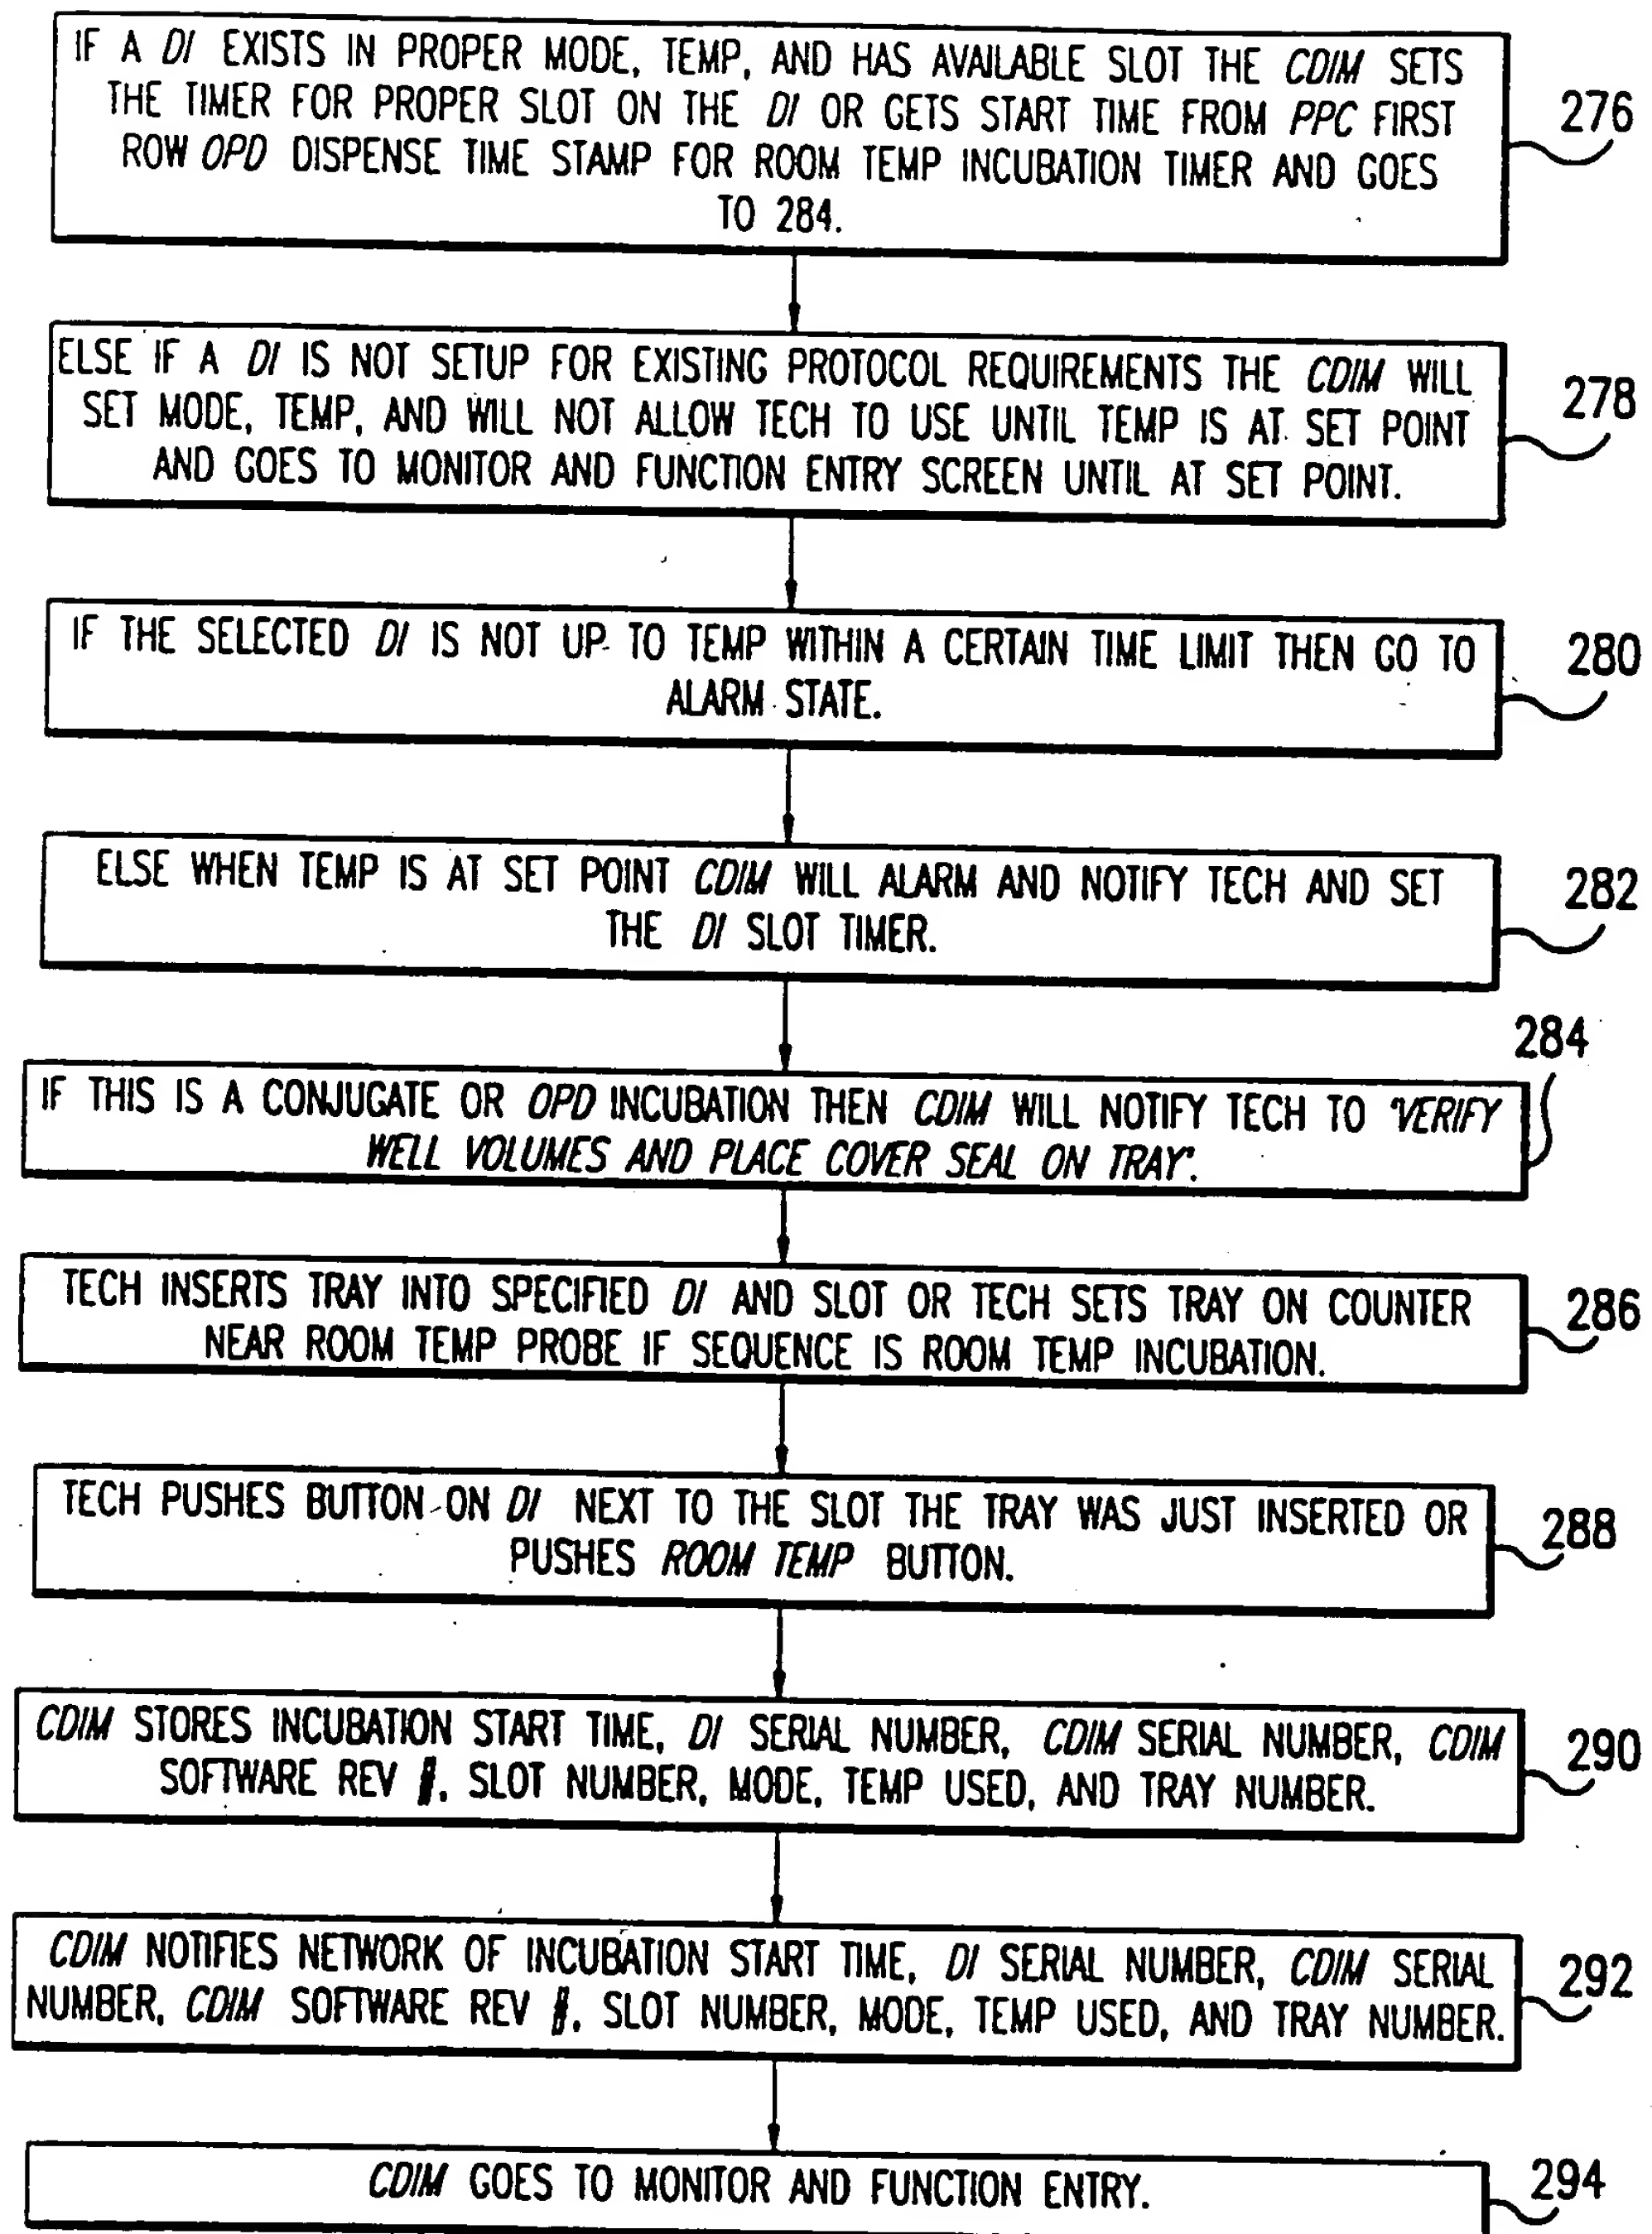 IF A DI EXISTS IN PROPER MODE, TEMP, AND HAS AVAILABLE SLOT THE CDIM SETS
THE TIMER FOR PROPER SLOT ON THE DI OR GETS START TIME FROM PPC FIRST
ROW OPD DISPENSE TIME STAMP FOR ROOM TEMP INCUBATION TIMER AND GOES
TO 284.
276
ELSE IF A DI IS NOT SETUP FOR EXISTING PROTOCOL REQUIREMENTS THE CDIM WILL
SET MODE, TEMP, AND WILL NOT ALLOW TECH TO USE UNTIL TEMP IS AT SET POINT
AND GOES TO MONITOR AND FUNCTION ENTRY SCREEN UNTIL AT SET POINT.
278
IF THE SELECTED DI IS NOT UP TO TEMP WITHIN A CERTAIN TIME LIMIT THEN GO TO
ALARM STATE.
280
ELSE WHEN TEMP IS AT SET POINT CDIM WILL ALARM AND NOTIFY TECH AND SET
THE DI SLOT TIMER.
282
284
IF THIS IS A CONJUGATE OR OPD INCUBATION THEN CDIM WILL NOTIFY TECH TO 'VERIFY
WELL VOLUMES AND PLACE COVER SEAL ON TRAY'.
TECH INSERTS TRAY INTO SPECIFIED DI AND SLOT OR TECH SETS TRAY ON COUNTER
NEAR ROOM TEMP PROBE IF SEQUENCE IS ROOM TEMP INCUBATION.
286
TECH PUSHES BUTTON ON DI NEXT TO THE SLOT THE TRAY WAS JUST INSERTED OR
PUSHES ROOM TEMP BUTTON.
288
CDIM STORES INCUBATION START TIME, DI SERIAL NUMBER, CDIM SERIAL NUMBER, CDIM
SOFTWARE REV #, SLOT NUMBER, MODE, TEMP USED, AND TRAY NUMBER.
290
CDIM NOTIFIES NETWORK OF INCUBATION START TIME, DI SERIAL NUMBER, CDIM SERIAL
NUMBER, CDIM SOFTWARE REV #, SLOT NUMBER, MODE, TEMP USED, AND TRAY NUMBER.
292
CDIM GOES TO MONITOR AND FUNCTION ENTRY.
294